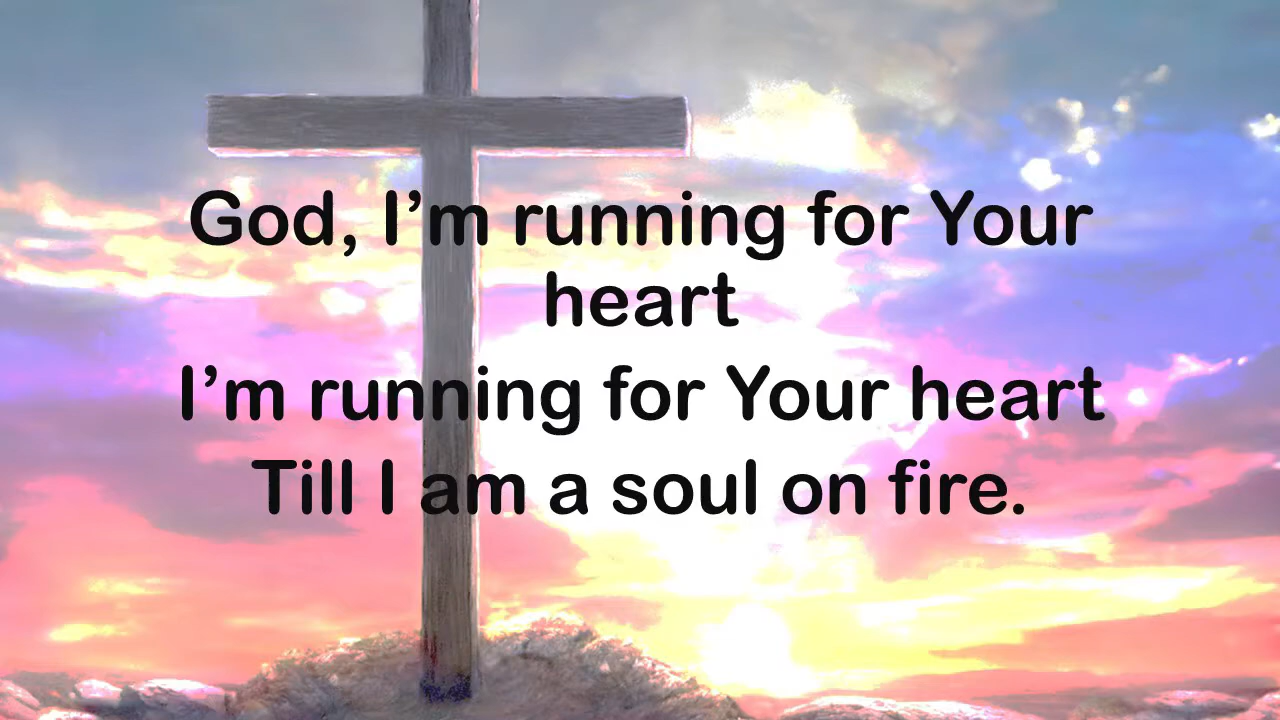 God, I’m running for Your
heart
I’m running for Your heart
Till I am a soul on fire.